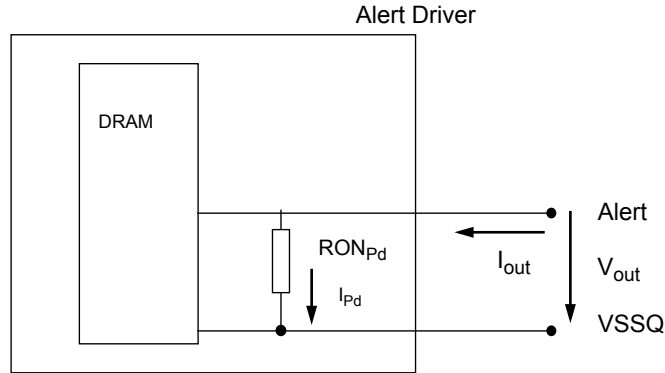 Alert Driver
DRAM
Alert
RON_Pd
I_out
V_out
I_Pd
VSSQ